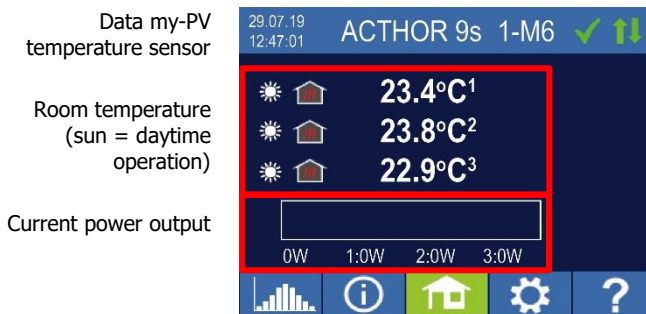 Data my-PV
temperature sensor
Room temperature
(sun = daytime
operation)
Current power output
29.07.19
12:47:01
ACTHOR 9s 1-M6
23.4°C¹
23.8°C²
22.9°C³
0W 1:0W 2:0W 3:0W
i
?